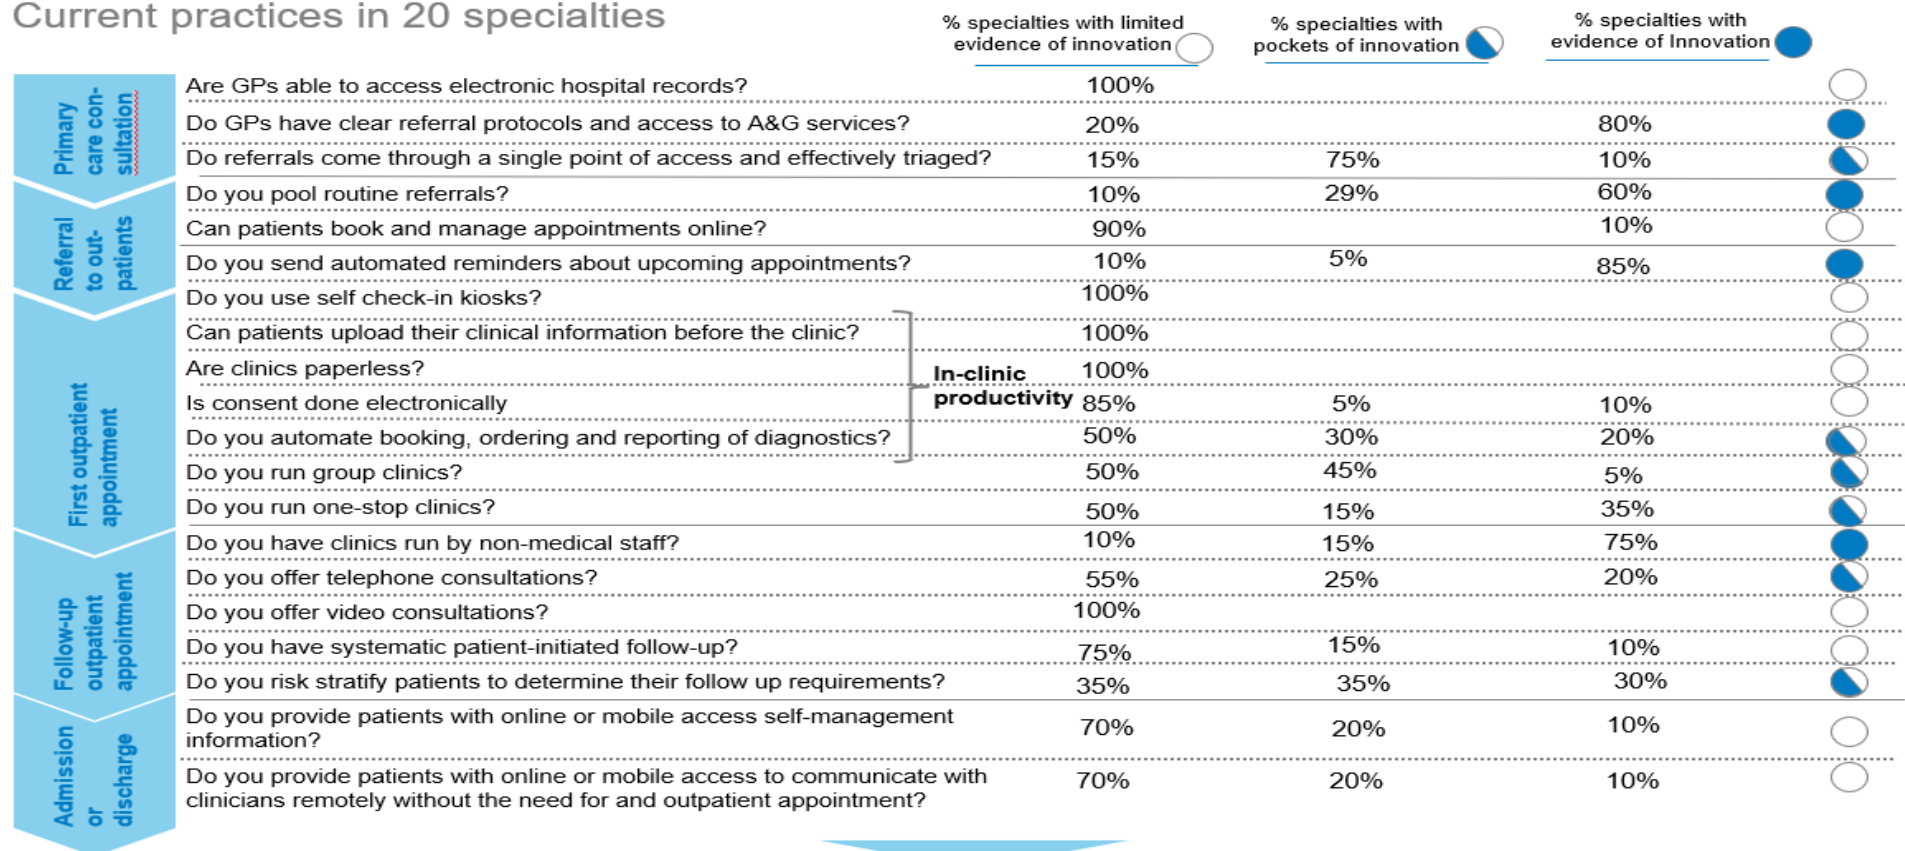 Current practices in 20 specialties
% specialties with limited
evidence of innovation
% specialties with
pockets of innovation
% specialties with
evidence of Innovation
Primary
care con-
sultation
Are GPs able to access electronic hospital records? 100%
Do GPs have clear referral protocols and access to A&G services? 20% 80%
Do referrals come through a single point of access and effectively triaged? 15% 75% 10%
Referral
to out-
patients
Do you pool routine referrals? 10% 29% 60%
Can patients book and manage appointments online? 90% 10%
Do you send automated reminders about upcoming appointments? 10% 5% 85%
First outpatient
appointment
Do you use self check-in kiosks? 100%
Can patients upload their clinical information before the clinic? 100%
Are clinics paperless? 100%
In-clinic
productivity
Is consent done electronically 85% 5% 10%
Do you automate booking, ordering and reporting of diagnostics? 50% 30% 20%
Do you run group clinics? 50% 45% 5%
Do you run one-stop clinics? 50% 15% 35%
Follow-up
outpatient
appointment
Do you have clinics run by non-medical staff? 10% 15% 75%
Do you offer telephone consultations? 55% 25% 20%
Do you offer video consultations? 100%
Do you have systematic patient-initiated follow-up? 75% 15% 10%
Do you risk stratify patients to determine their follow up requirements? 35% 35% 30%
Admission
or
discharge
Do you provide patients with online or mobile access self-management
information? 70% 20% 10%
Do you provide patients with online or mobile access to communicate with
clinicians remotely without the need for and outpatient appointment? 70% 20% 10%